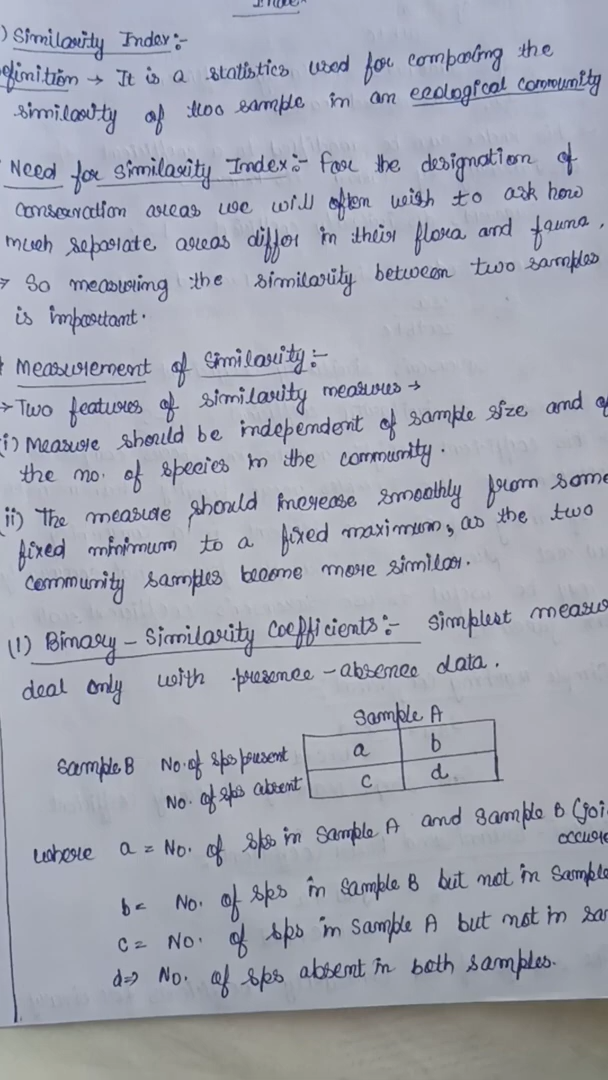 ) Similarity Index:-
efinition → It is a statistics used for comparing the
similarity of two sample in an ecological community
Need for similarity Index:- For the designation of
conservation areas we will often wish to ask how
much separate areas differ in their flora and fauna.
→ So measuring the similarity between two samples
is important.
Measurement of Similarity:-
→ Two features of similarity measures →
(i) Measure should be independent of sample size and of
the no. of species in the community.
(ii) The measure should increase smoothly from some
fixed minimum to a fixed maximum, as the two
community samples become more similar.
(1) Binary - Similarity Coefficients:- simplest measu
deal only with presence - absence data.
Sample A
Sample B No. of sps present a b
No. of sps absent c d
where a = No. of sps in Sample A and Sample B (joi
occure
b = No. of sps in Sample B but not in Sample
c = No. of sps in Sample A but not in sa
d => No. of sps absent in both samples.